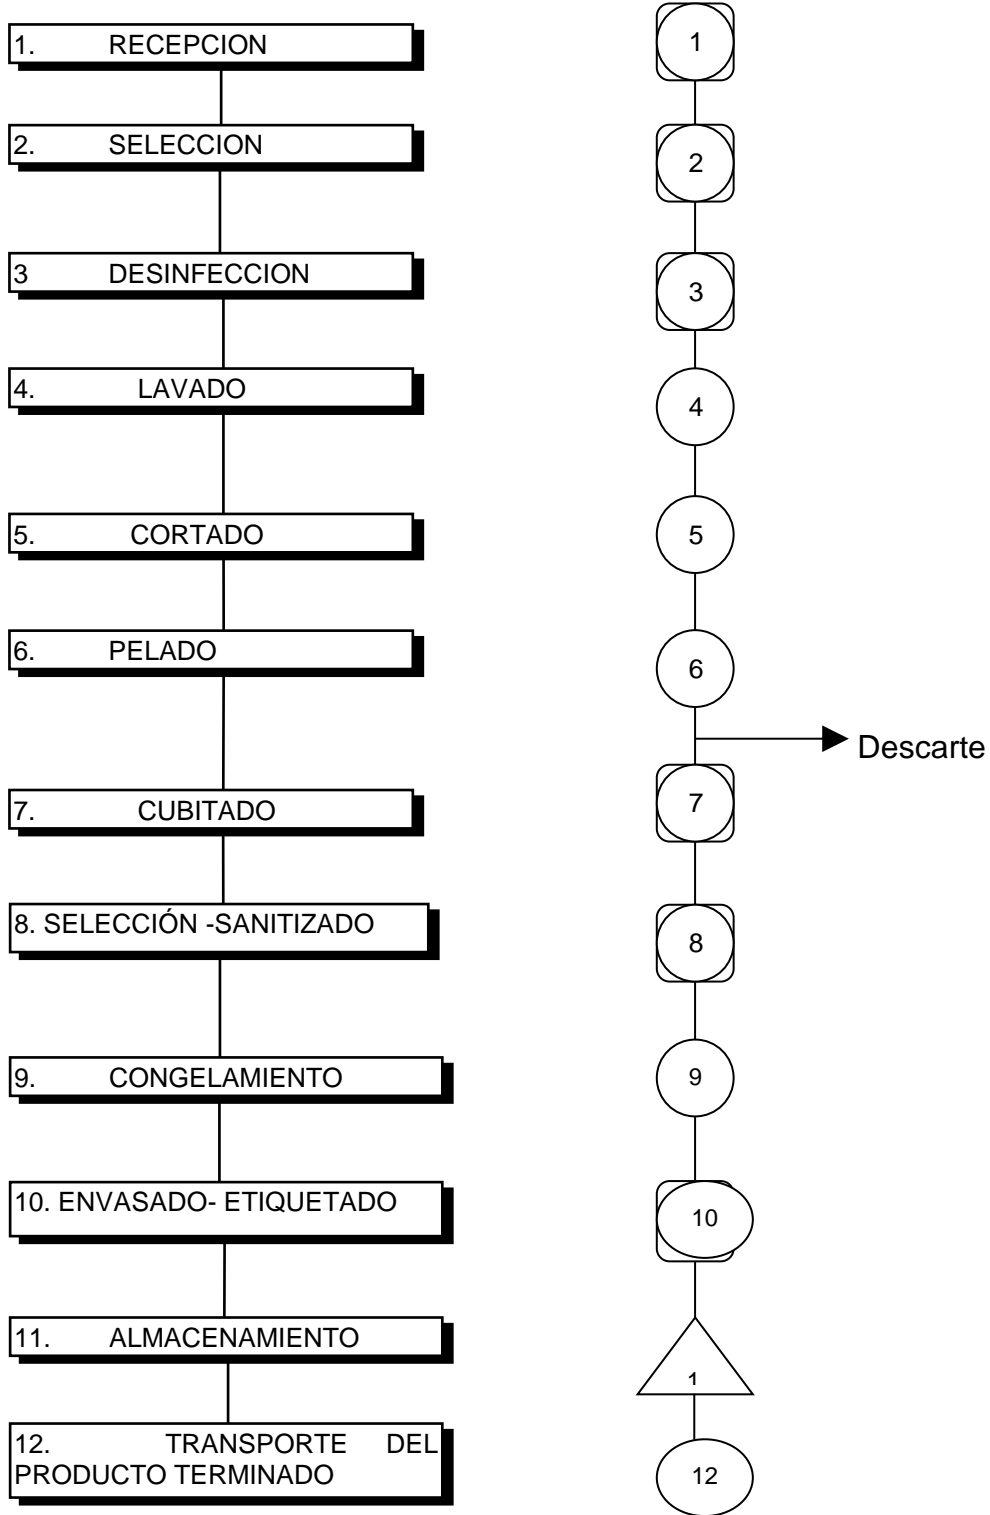 1. RECEPCION
1
2. SELECCION
2
3 DESINFECCION
3
4. LAVADO
4
5. CORTADO
5
6. PELADO
6
Descarte
7. CUBITADO
7
8. SELECCIÓN -SANITIZADO
8
9. CONGELAMIENTO
9
10. ENVASADO- ETIQUETADO
10
11. ALMACENAMIENTO
1
12. TRANSPORTE DEL
PRODUCTO TERMINADO
12